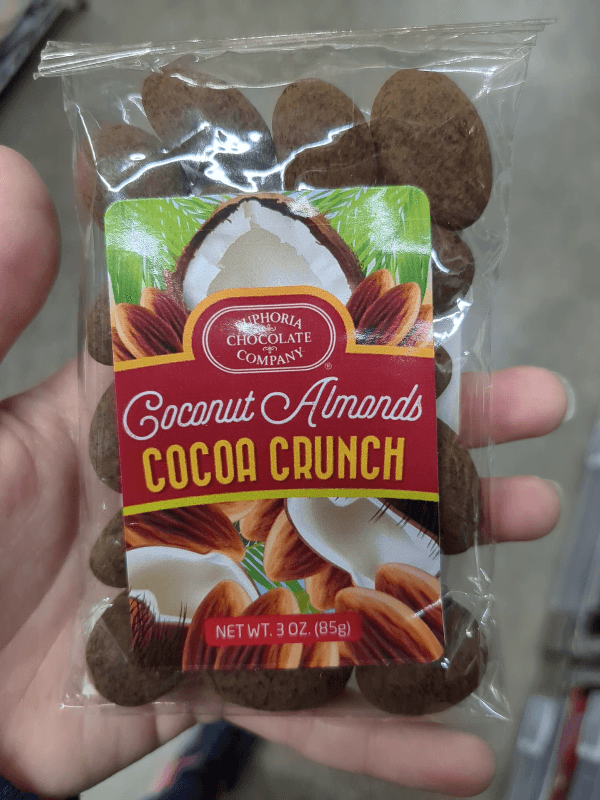 EUPHORIA
CHOCOLATE
COMPANY
®
Coconut Almonds
COCOA CRUNCH
NET WT. 3 OZ. (85g)